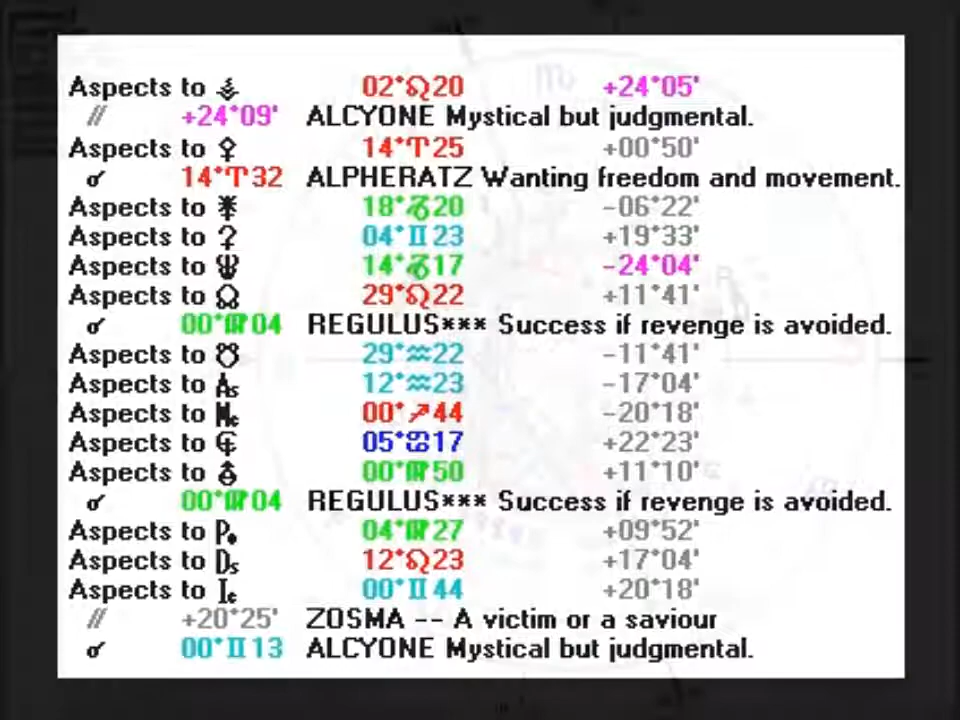 Aspects to ⚶ 02°♌20 +24°05'
// +24°09' ALCYONE Mystical but judgmental.
Aspects to ♀ 14°♈25 +00°50'
☌ 14°♈32 ALPHERATZ Wanting freedom and movement.
Aspects to ⚵ 18°♑20 -06°22'
Aspects to ⚳ 04°♊23 +19°33'
Aspects to ♆ 14°♑17 -24°04'
Aspects to ☊ 29°♌22 +11°41'
☌ 00°♍04 REGULUS*** Success if revenge is avoided.
Aspects to ☋ 29°♒22 -11°41'
Aspects to As 12°♒23 -17°04'
Aspects to Mc 00°♐44 -20°18'
Aspects to 05°♋17 +22°23'
Aspects to 00°♍50 +11°10'
☌ 00°♍04 REGULUS*** Success if revenge is avoided.
Aspects to 04°♍27 +09°52'
Aspects to Ds 12°♌23 +17°04'
Aspects to Ic 00°♊44 +20°18'
// +20°25' ZOSMA -- A victim or a saviour
☌ 00°♊13 ALCYONE Mystical but judgmental.